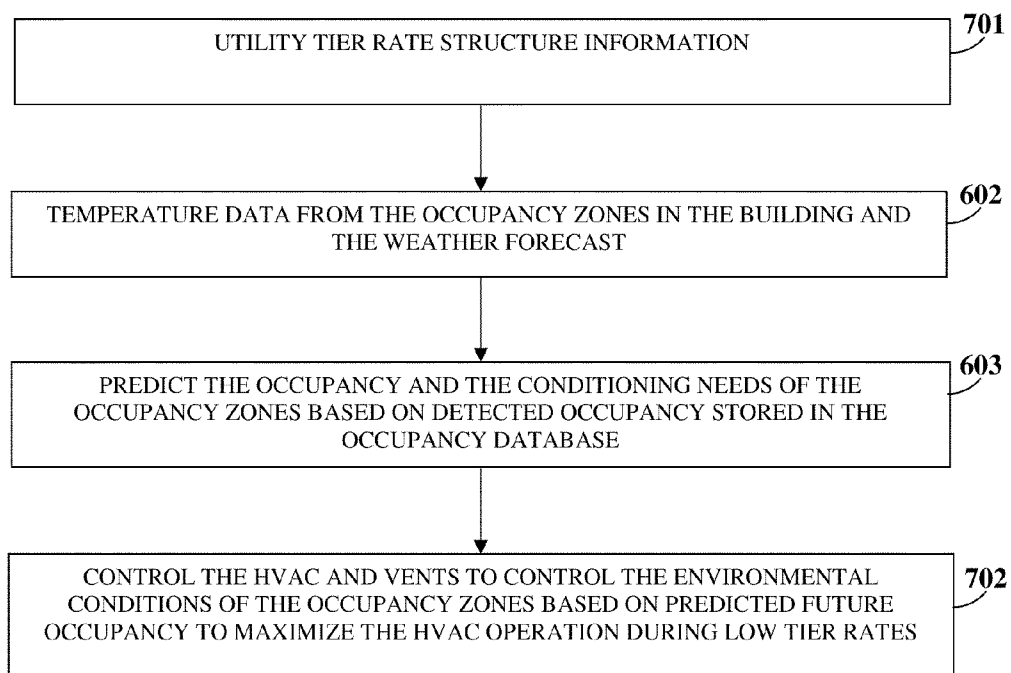 UTILITY TIER RATE STRUCTURE INFORMATION
701
TEMPERATURE DATA FROM THE OCCUPANCY ZONES IN THE BUILDING AND
THE WEATHER FORECAST
602
PREDICT THE OCCUPANCY AND THE CONDITIONING NEEDS OF THE
OCCUPANCY ZONES BASED ON DETECTED OCCUPANCY STORED IN THE
OCCUPANCY DATABASE
603
CONTROL THE HVAC AND VENTS TO CONTROL THE ENVIRONMENTAL
CONDITIONS OF THE OCCUPANCY ZONES BASED ON PREDICTED FUTURE
OCCUPANCY TO MAXIMIZE THE HVAC OPERATION DURING LOW TIER RATES
702